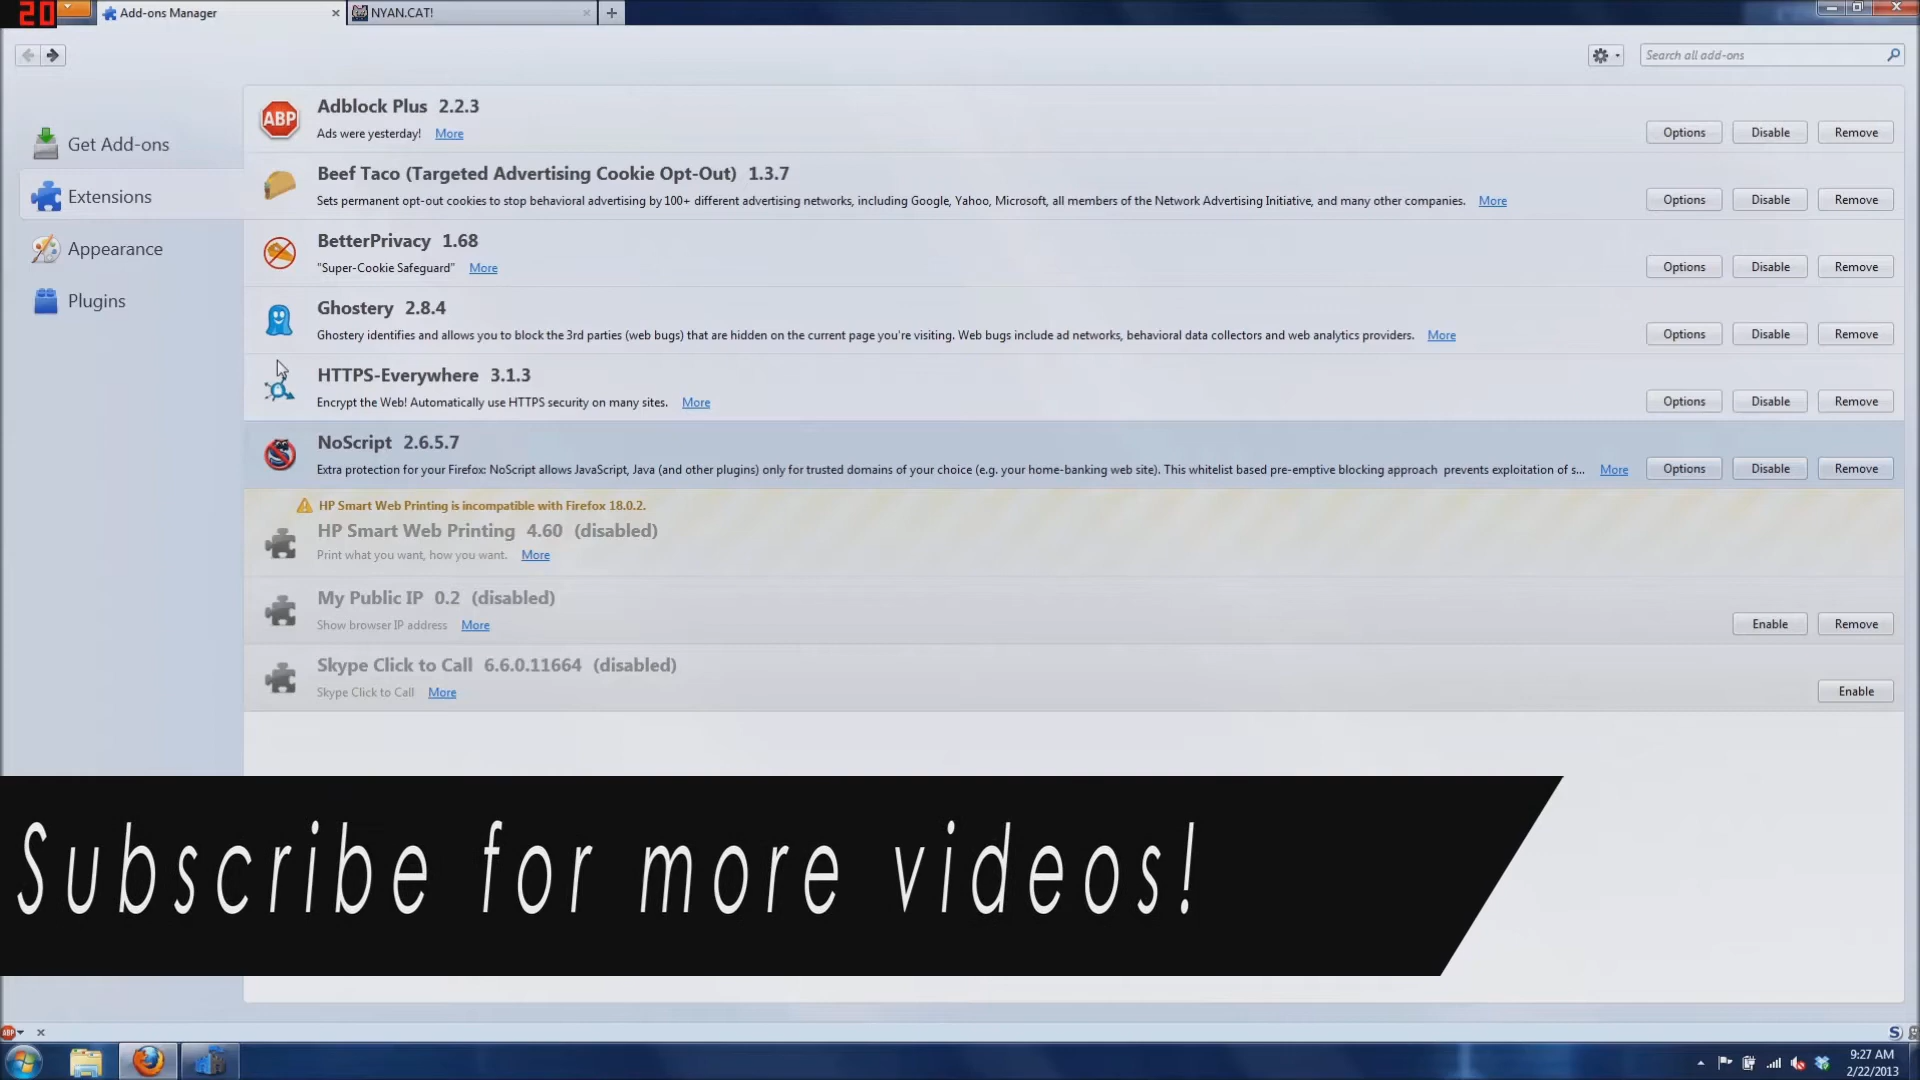 20
Add-ons Manager
NYAN.CAT!
Search all add-ons
Get Add-ons
Extensions
Appearance
Plugins
ABP
Adblock Plus 2.2.3
Ads were yesterday! More
Options Disable Remove
Beef Taco (Targeted Advertising Cookie Opt-Out) 1.3.7
Sets permanent opt-out cookies to stop behavioral advertising by 100+ different advertising networks, including Google, Yahoo, Microsoft, all members of the Network Advertising Initiative, and many other companies. More
Options Disable Remove
BetterPrivacy 1.68
"Super-Cookie Safeguard" More
Options Disable Remove
Ghostery 2.8.4
Ghostery identifies and allows you to block the 3rd parties (web bugs) that are hidden on the current page you're visiting. Web bugs include ad networks, behavioral data collectors and web analytics providers. More
Options Disable Remove
HTTPS-Everywhere 3.1.3
Encrypt the Web! Automatically use HTTPS security on many sites. More
Options Disable Remove
NoScript 2.6.5.7
Extra protection for your Firefox: NoScript allows JavaScript, Java (and other plugins) only for trusted domains of your choice (e.g. your home-banking web site). This whitelist based pre-emptive blocking approach prevents exploitation of s... More
Options Disable Remove
HP Smart Web Printing is incompatible with Firefox 18.0.2.
HP Smart Web Printing 4.60 (disabled)
Print what you want, how you want. More
My Public IP 0.2 (disabled)
Show browser IP address More
Enable Remove
Skype Click to Call 6.6.0.11664 (disabled)
Skype Click to Call More
Enable
Subscribe for more videos!
ABP
S
9:27 AM
2/22/2013